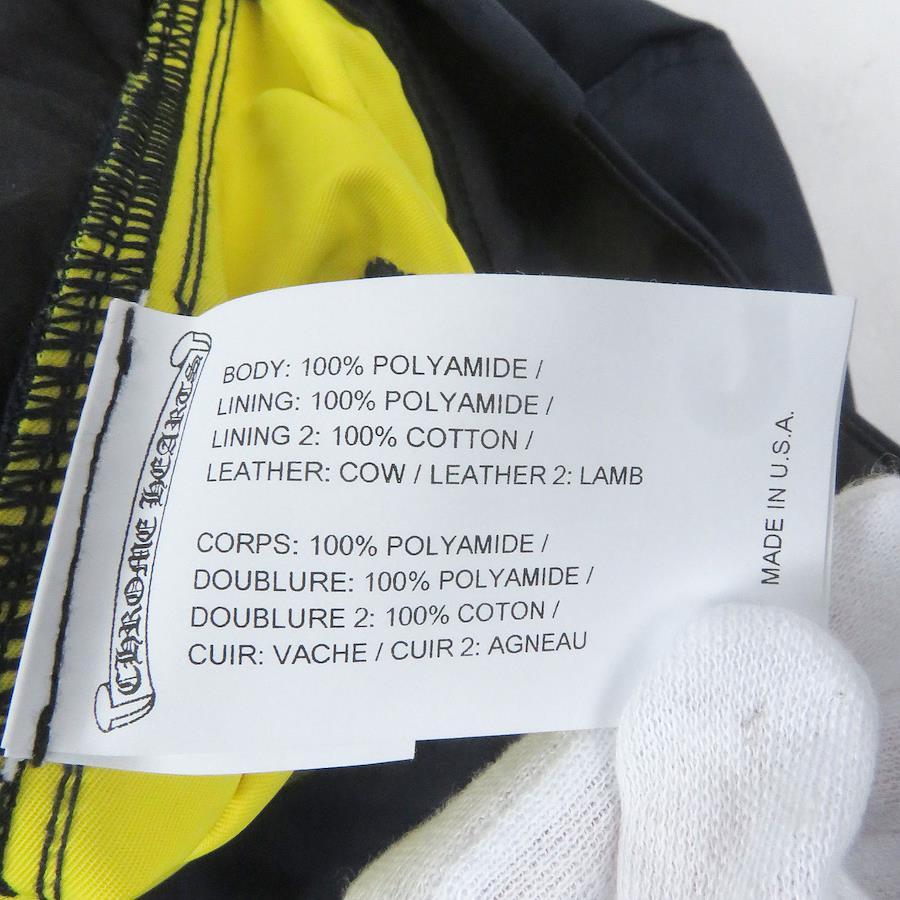 CHROME HEARTS
BODY: 100% POLYAMIDE /
LINING: 100% POLYAMIDE /
LINING 2: 100% COTTON /
LEATHER: COW / LEATHER 2: LAMB
CORPS: 100% POLYAMIDE /
DOUBLURE: 100% POLYAMIDE /
DOUBLURE 2: 100% COTON /
CUIR: VACHE / CUIR 2: AGNEAU
MADE IN U.S.A.